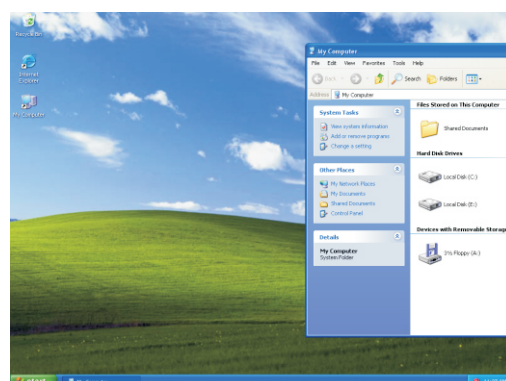 Recycle Bin
Internet
Explorer
My Computer
My Computer
File Edit View Favorites Tools Help
Back Search Folders
Address My Computer
System Tasks
View system information
Add or remove programs
Change a setting
Other Places
My Network Places
My Documents
Shared Documents
Control Panel
Details
My Computer
System Folder
Files Stored on This Computer
Shared Documents
Hard Disk Drives
Local Disk (C:)
Devices with Removable Storag
3½ Floppy (A:)
start